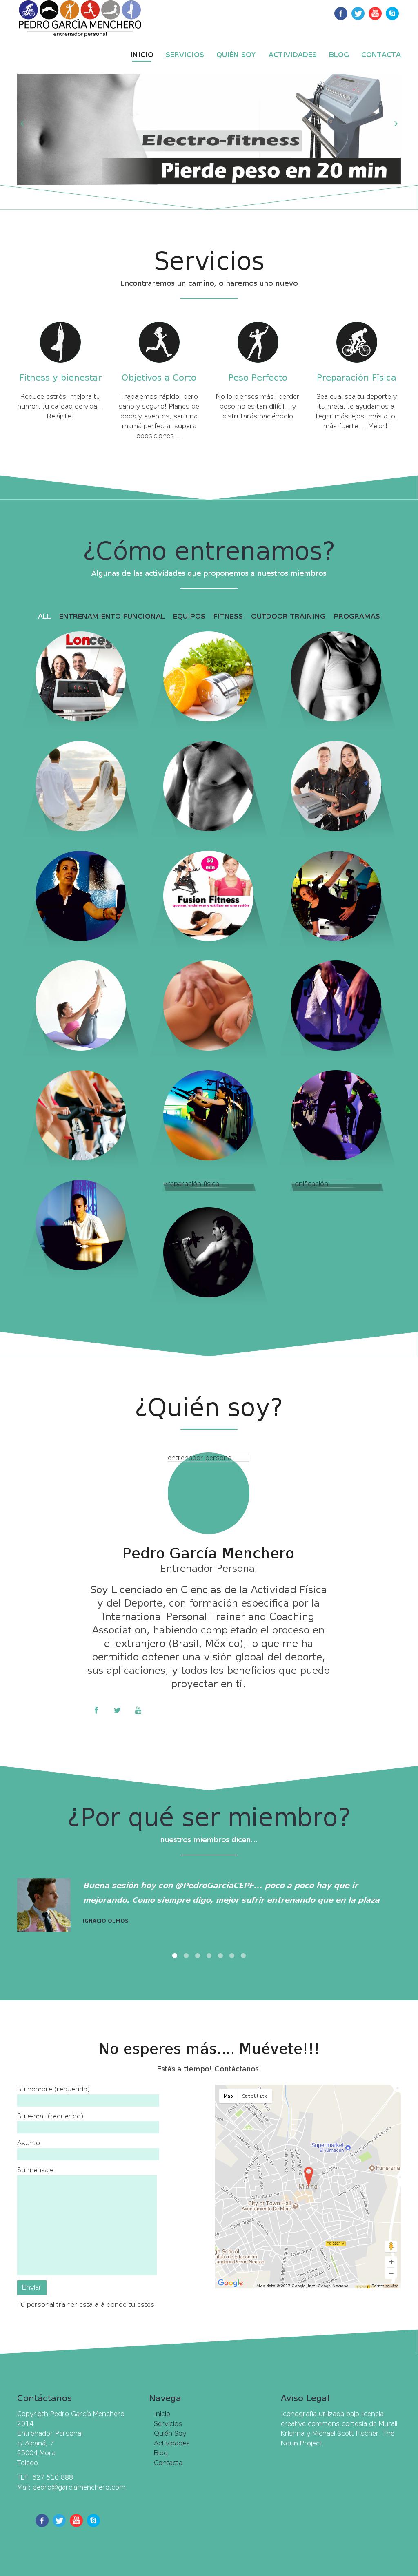 PEDRO GARCÍA MENCHERO
entrenador personal
INICIO SERVICIOS QUIÉN SOY ACTIVIDADES BLOG CONTACTA
Electro-fitness
Pierde peso en 20 min
Servicios
Encontraremos un camino, o haremos uno nuevo
Fitness y bienestar
Reduce estrés, mejora tu
humor, tu calidad de vida...
Relájate!
Objetivos a Corto
Trabajemos rápido, pero
sano y seguro! Planes de
boda y eventos, ser una
mamá perfecta, supera
oposiciones....
Peso Perfecto
No lo pienses más! perder
peso no es tan difícil... y
disfrutarás haciéndolo
Preparación Física
Sea cual sea tu deporte y
tu meta, te ayudamos a
llegar más lejos, más alto,
más fuerte.... Mejor!!
¿Cómo entrenamos?
Algunas de las actividades que proponemos a nuestros miembros
ALL ENTRENAMIENTO FUNCIONAL EQUIPOS FITNESS OUTDOOR TRAINING PROGRAMAS
30
min
Fusion Fitness
preparación física
tonificación
¿Quién soy?
entrenador personal
Pedro García Menchero
Entrenador Personal
Soy Licenciado en Ciencias de la Actividad Física
y del Deporte, con formación específica por la
International Personal Trainer and Coaching
Association, habiendo completado el proceso en
el extranjero (Brasil, México), lo que me ha
permitido obtener una visión global del deporte,
sus aplicaciones, y todos los beneficios que puedo
proyectar en tí.
¿Por qué ser miembro?
nuestros miembros dicen...
Buena sesión hoy con @PedroGarciaCEPF... poco a poco hay que ir
mejorando. Como siempre digo, mejor sufrir entrenando que en la plaza
IGNACIO OLMOS
No esperes más.... Muévete!!!
Estás a tiempo! Contáctanos!
Su nombre (requerido)
Su e-mail (requerido)
Asunto
Su mensaje
Enviar
Tu personal trainer está allá donde tu estés
Map Satellite
Supermercado
El Almacén
Funeraria
Mora
City or Town Hall
Ayuntamiento De Mora
gh School
Google
Map data ©2017 Google, Inst. Geogr. Nacional
Terms of Use
Contáctanos
Copyrigth Pedro García Menchero
2014
Entrenador Personal
c/ Alcaná, 7
25004 Mora
Toledo
TLF: 627 510 888
Mail: pedro@garciamenchero.com
Navega
Inicio
Servicios
Quién Soy
Actividades
Blog
Contacta
Aviso Legal
Iconografía utilizada bajo licencia
creative commons cortesía de Murali
Krishna y Michael Scott Fischer. The
Noun Project